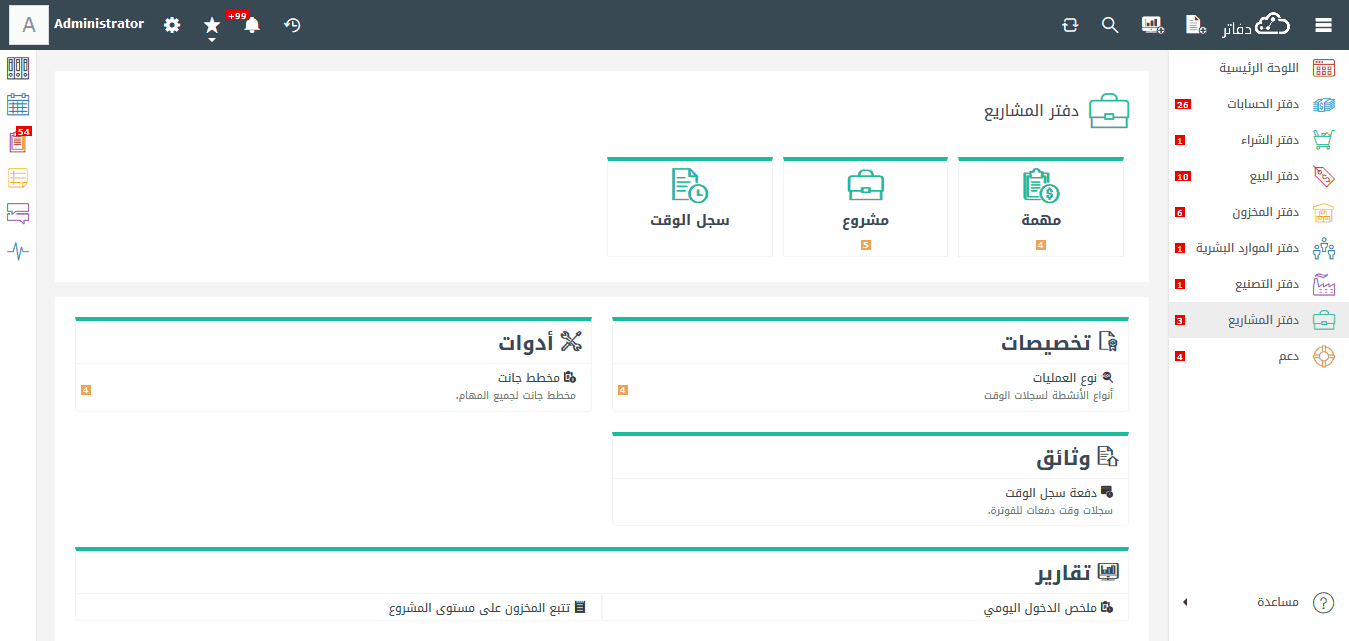 A
Administrator
+99
دفاتر
اللوحة الرئيسية
دفتر الحسابات
26
دفتر الشراء
1
دفتر البيع
10
دفتر المخزون
6
دفتر الموارد البشرية
1
دفتر التصنيع
1
دفتر المشاريع
3
دعم
4
مساعدة
54
دفتر المشاريع
مهمة
4
مشروع
5
سجل الوقت
تخصيصات
نوع العمليات
أنواع الأنشطة لسجلات الوقت
4
أدوات
مخطط جانت
مخطط جانت لجميع المهام.
4
وثائق
دفعة سجل الوقت
سجلات وقت دفعات للفوترة.
تقارير
ملخص الدخول اليومي
تتبع المخزون على مستوى المشروع